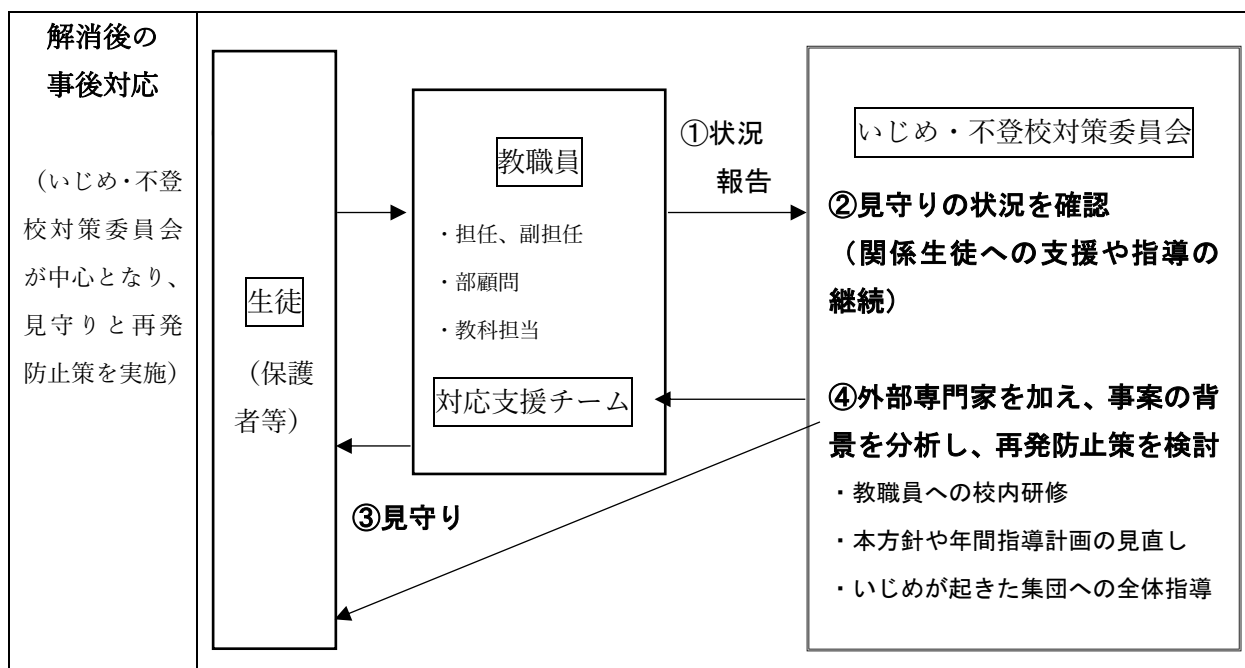 解消後の
事後対応
（いじめ・不登
校対策委員会
が中心となり、
見守りと再発
防止策を実施）
生徒
（保護
者等）
教職員
・担任、副担任
・部顧問
・教科担当
対応支援チーム
①状況
報告
③見守り
いじめ・不登校対策委員会
②見守りの状況を確認
（関係生徒への支援や指導の
継続）
④外部専門家を加え、事案の背
景を分析し、再発防止策を検討
・教職員への校内研修
・本方針や年間指導計画の見直し
・いじめが起きた集団への全体指導